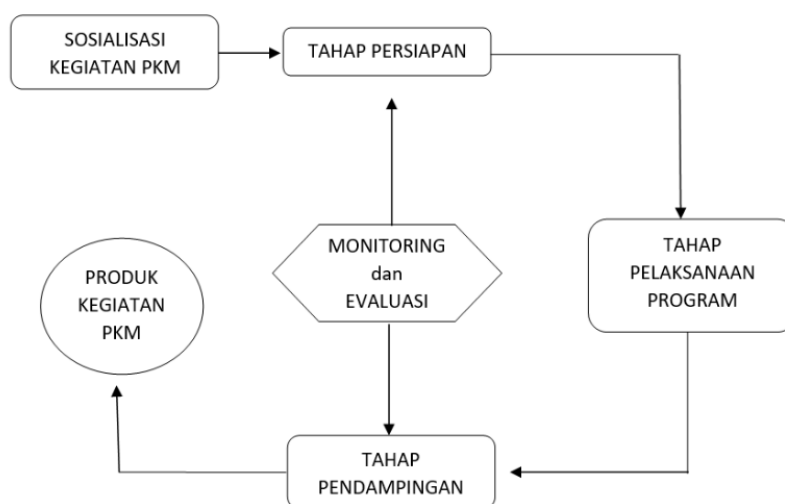 SOSIALISASI
KEGIATAN PKM
TAHAP PERSIAPAN
TAHAP
PELAKSANAAN
PROGRAM
MONITORING
dan
EVALUASI
PRODUK
KEGIATAN
PKM
TAHAP
PENDAMPINGAN